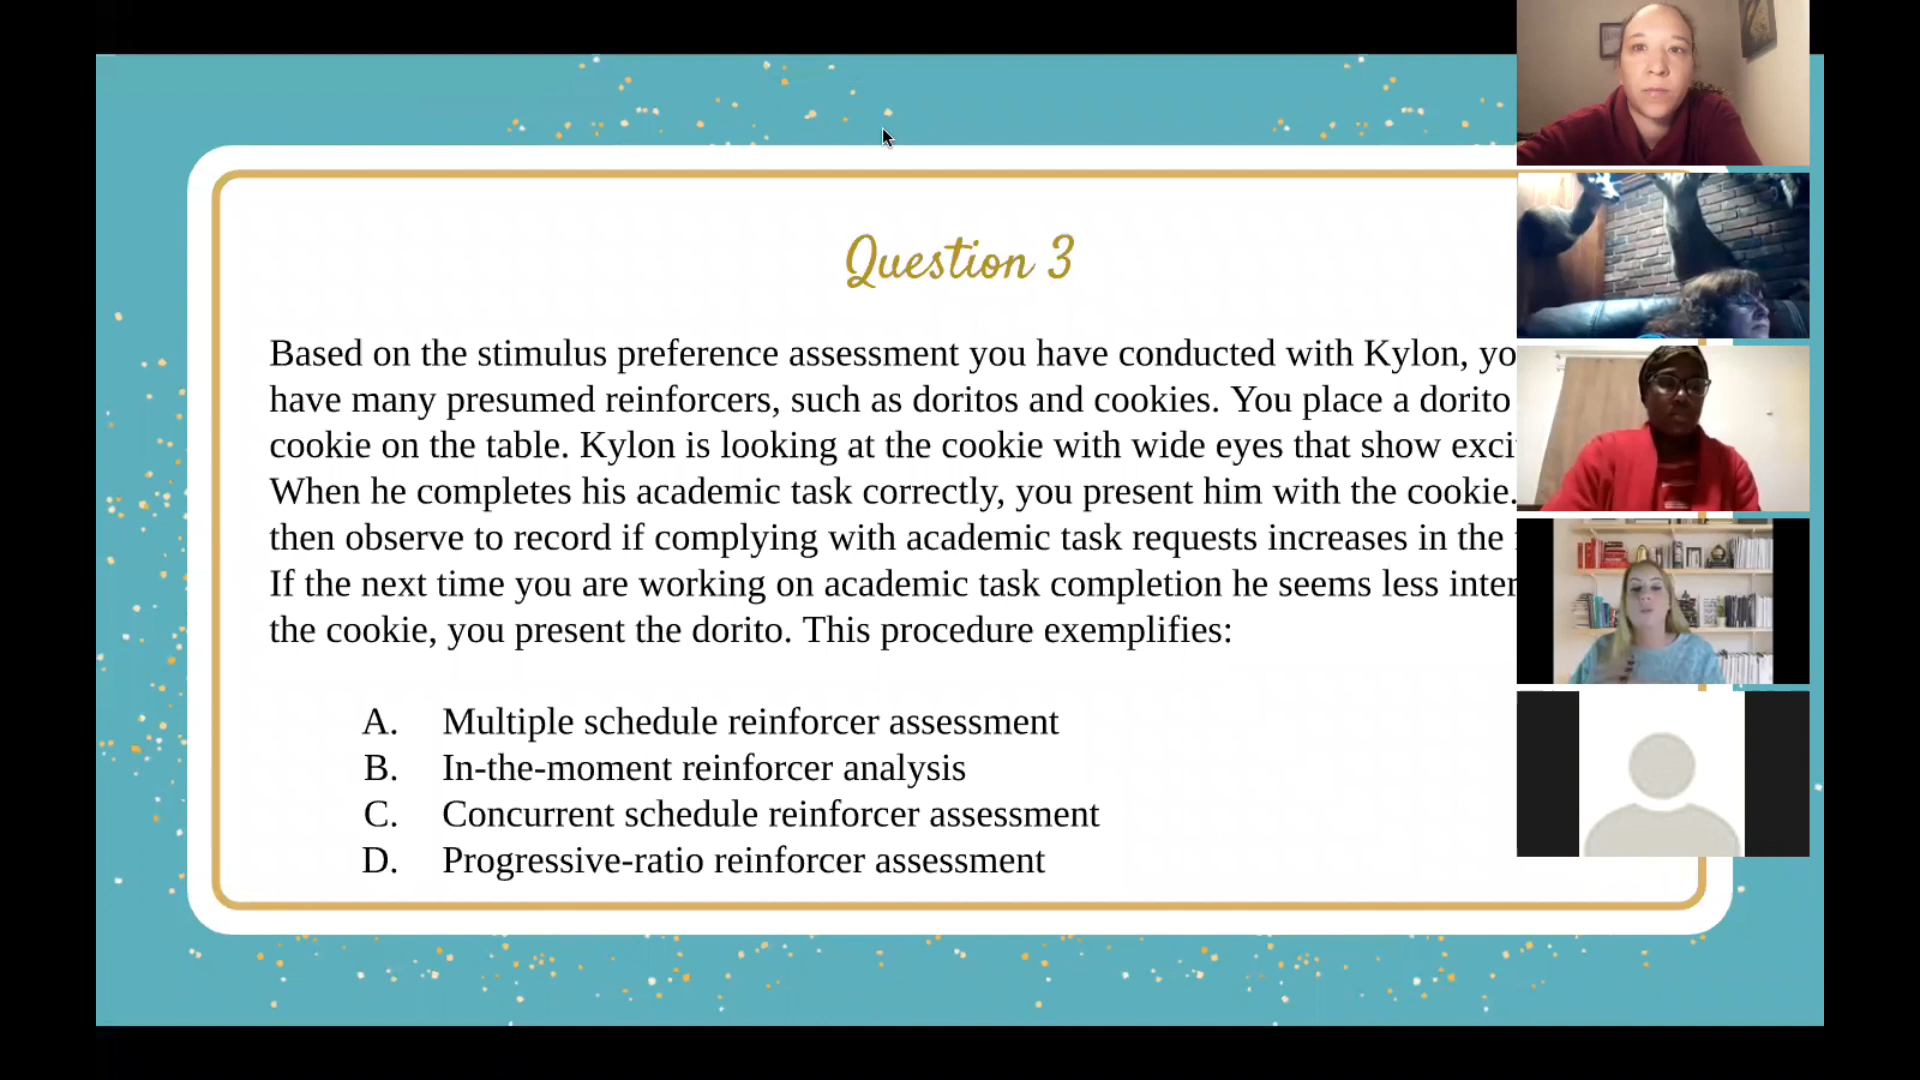 Question 3
Based on the stimulus preference assessment you have conducted with Kylon,
have many presumed reinforcers, such as doritos and cookies. You place a dorito
cookie on the table. Kylon is looking at the cookie with wide eyes that show
When he completes his academic task correctly, you present him with the cookie.
then observe to record if complying with academic task requests increases in the
If the next time you are working on academic task completion he seems less
the cookie, you present the dorito. This procedure exemplifies:
A. Multiple schedule reinforcer assessment
B. In-the-moment reinforcer analysis
C. Concurrent schedule reinforcer assessment
D. Progressive-ratio reinforcer assessment